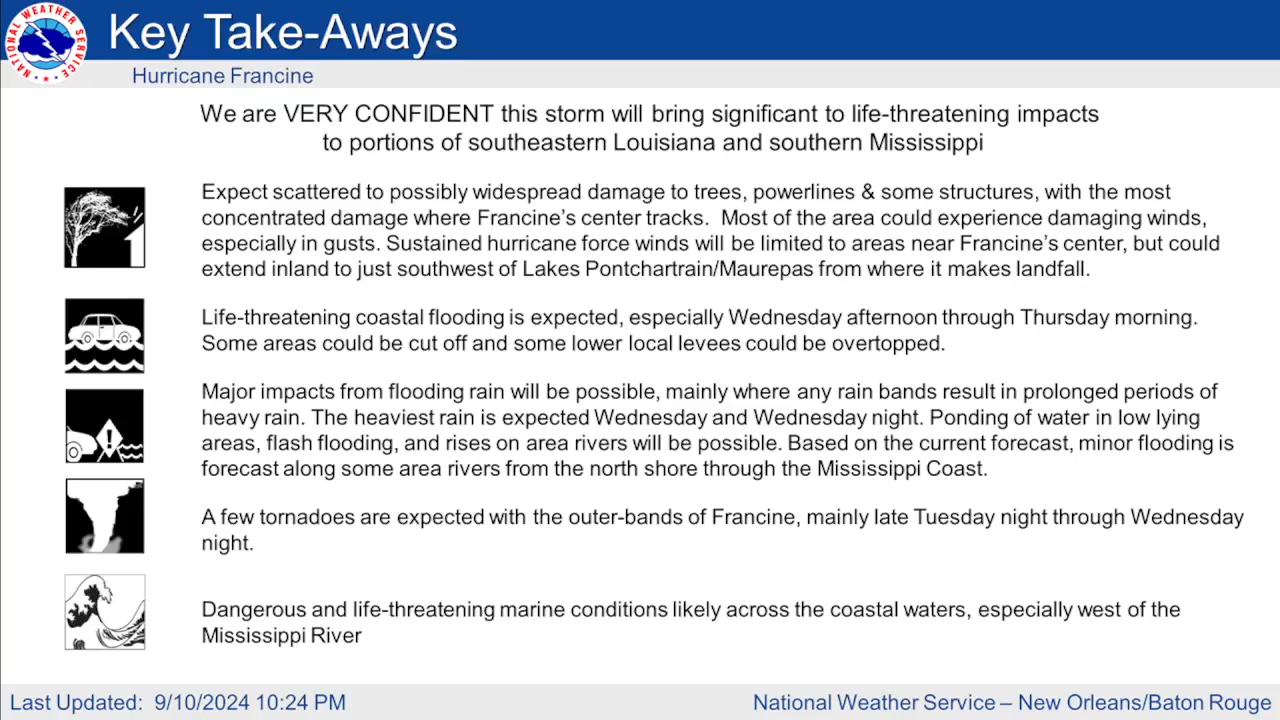 NATIONAL WEATHER SERVICE
Key Take-Aways
Hurricane Francine
We are VERY CONFIDENT this storm will bring significant to life-threatening impacts
to portions of southeastern Louisiana and southern Mississippi
Expect scattered to possibly widespread damage to trees, powerlines & some structures, with the most
concentrated damage where Francine’s center tracks.  Most of the area could experience damaging winds,
especially in gusts. Sustained hurricane force winds will be limited to areas near Francine’s center, but could
extend inland to just southwest of Lakes Pontchartrain/Maurepas from where it makes landfall.
Life-threatening coastal flooding is expected, especially Wednesday afternoon through Thursday morning.
Some areas could be cut off and some lower local levees could be overtopped.
Major impacts from flooding rain will be possible, mainly where any rain bands result in prolonged periods of
heavy rain. The heaviest rain is expected Wednesday and Wednesday night. Ponding of water in low lying
areas, flash flooding, and rises on area rivers will be possible. Based on the current forecast, minor flooding is
forecast along some area rivers from the north shore through the Mississippi Coast.
A few tornadoes are expected with the outer-bands of Francine, mainly late Tuesday night through Wednesday
night.
Dangerous and life-threatening marine conditions likely across the coastal waters, especially west of the
Mississippi River
Last Updated:  9/10/2024 10:24 PM
National Weather Service – New Orleans/Baton Rouge